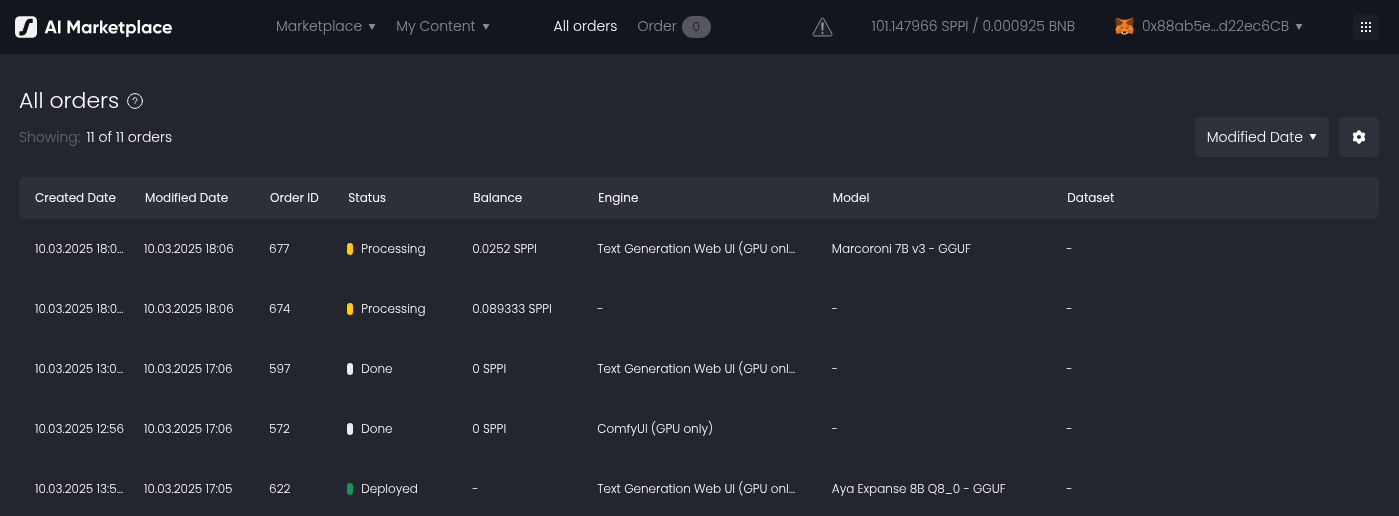 AI Marketplace Marketplace ▼ My Content ▼ All orders Order 0 101.147966 SPPI / 0.000925 BNB 0x88ab5e...d22ec6CB ▼
All orders ?
Showing: 11 of 11 orders Modified Date ▼
Created Date Modified Date Order ID Status Balance Engine Model Dataset
10.03.2025 18:0... 10.03.2025 18:06 677 Processing 0.0252 SPPI Text Generation Web UI (GPU onl... Marcoroni 7B v3 - GGUF -
10.03.2025 18:0... 10.03.2025 18:06 674 Processing 0.089333 SPPI - - -
10.03.2025 13:0... 10.03.2025 17:06 597 Done 0 SPPI Text Generation Web UI (GPU onl... - -
10.03.2025 12:56 10.03.2025 17:06 572 Done 0 SPPI ComfyUI (GPU only) - -
10.03.2025 13:5... 10.03.2025 17:05 622 Deployed - Text Generation Web UI (GPU onl... Aya Expanse 8B Q8_0 - GGUF -